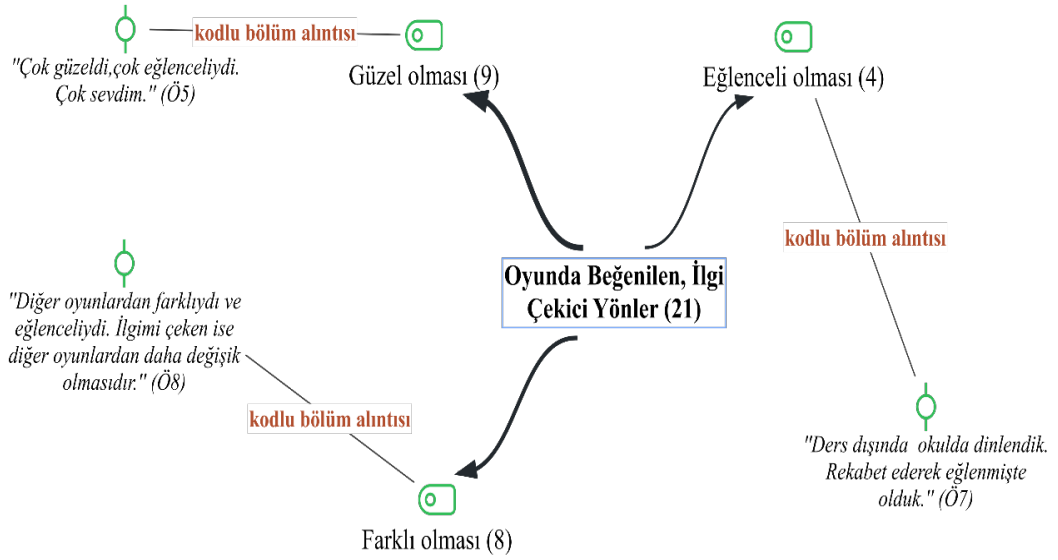 kodlu bölüm alıntısı
"Çok güzeldi,çok eğlenceliydi.
Çok sevdim." (Ö5)
Güzel olması (9)
Eğlenceli olması (4)
kodlu bölüm alıntısı
Oyunda Beğenilen, İlgi
Çekici Yönler (21)
"Diğer oyunlardan farklıydı ve
eğlenceliydi. İlgimi çeken ise
diğer oyunlardan daha değişik
olmasıdır." (Ö8)
kodlu bölüm alıntısı
"Ders dışında okulda dinlendik.
Rekabet ederek eğlenmişte
olduk." (Ö7)
Farklı olması (8)